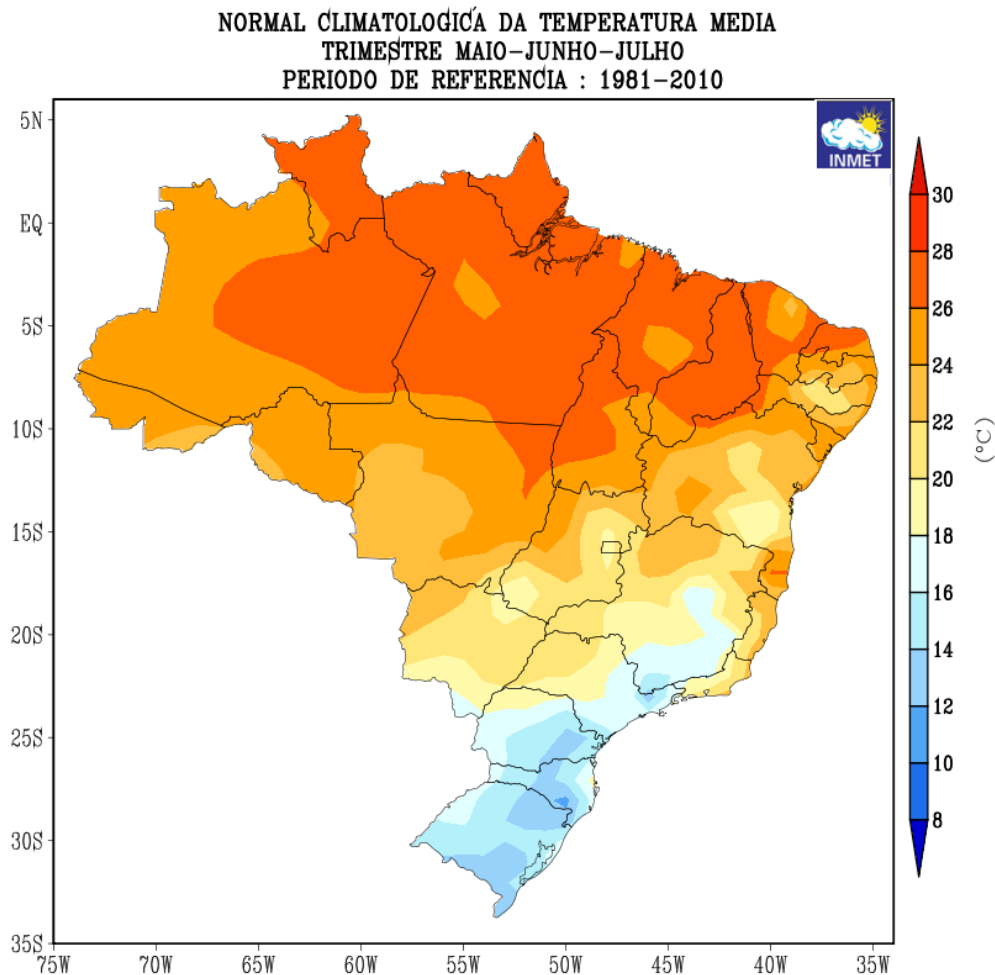 NORMAL CLIMATOLOGICÁ DA TEMPERATURA MEDIA
TRIMESTRE MAIO-JUNHO-JULHO
PERIODO DE REFERENCIA : 1981-2010
INMET
5N
EQ
5S
10S
15S
20S
25S
30S
35S
75W 70W 65W 60W 55W 50W 45W 40W 35W
30
28
26
24
22
20
18
16
14
12
10
8
(°C)